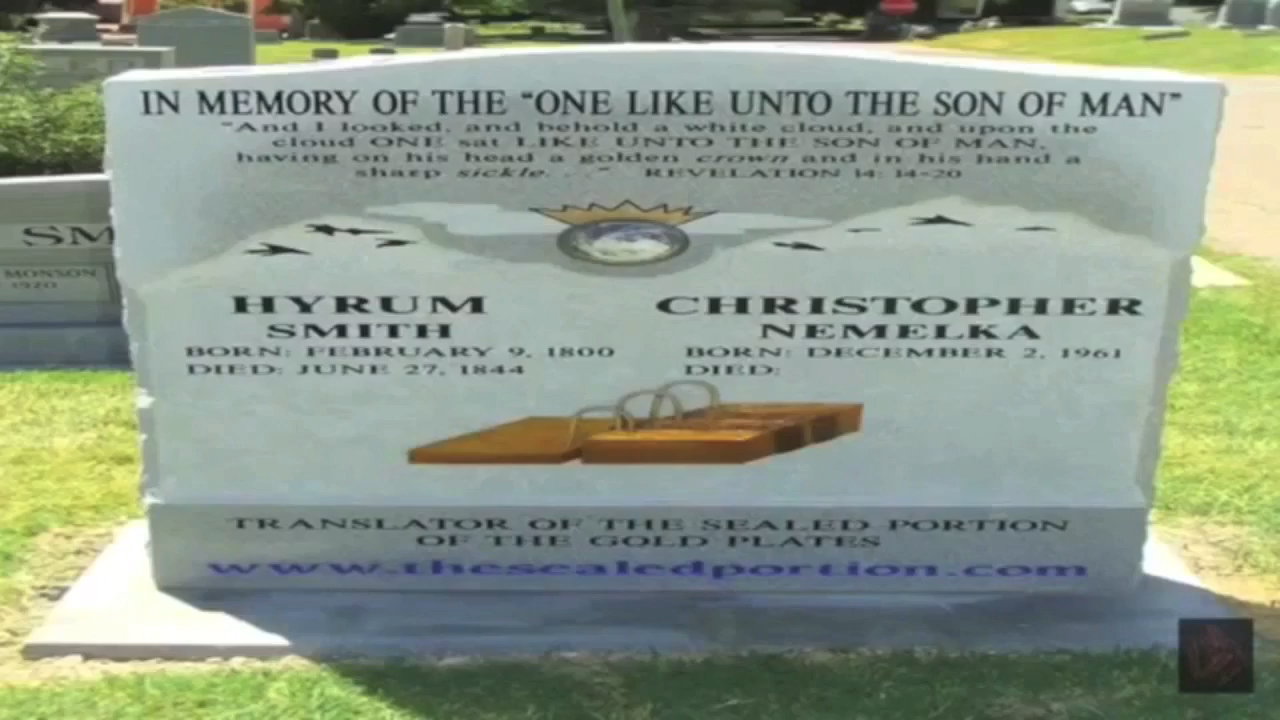 IN MEMORY OF THE "ONE LIKE UNTO THE SON OF MAN"
"And I looked, and behold a white cloud, and upon the
cloud ONE sat LIKE UNTO THE SON OF MAN,
having on his head a golden crown and in his hand a
sharp sickle. . ." REVELATION 14: 14-20
SM
MONSON
1920
HYRUM
SMITH
BORN: FEBRUARY 9, 1800
DIED: JUNE 27, 1844
CHRISTOPHER
NEMELKA
BORN: DECEMBER 2, 1961
DIED:
TRANSLATOR OF THE SEALED PORTION
OF THE GOLD PLATES
www.thesealedportion.com